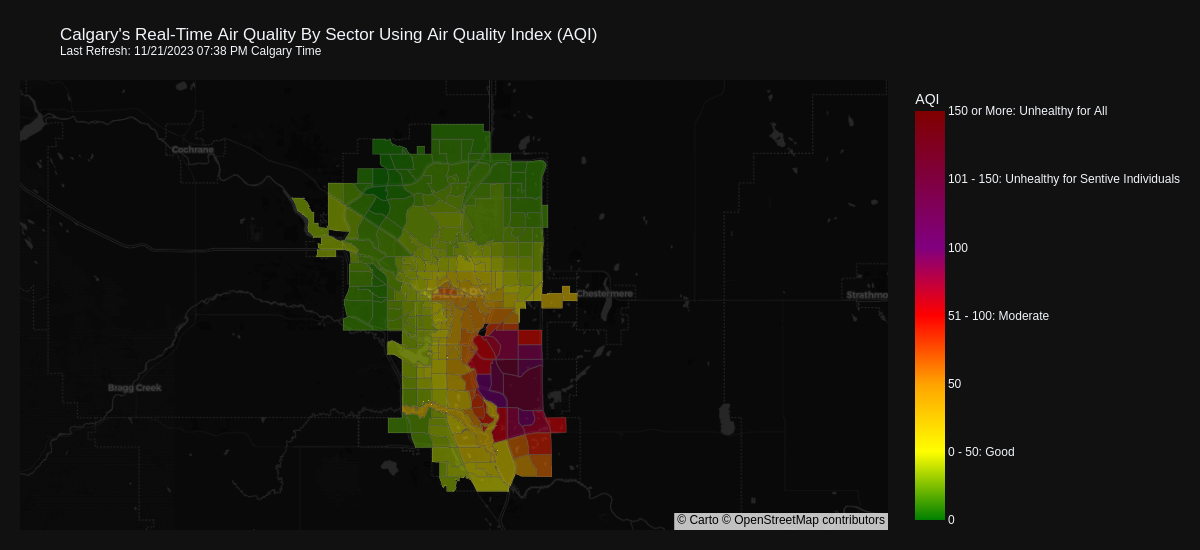 Calgary's Real-Time Air Quality By Sector Using Air Quality Index (AQI)
Last Refresh: 11/21/2023 07:38 PM Calgary Time
AQI
150 or More: Unhealthy for All
101 - 150: Unhealthy for Sentive Individuals
100
51 - 100: Moderate
50
0 - 50: Good
0
Cochrane
Chestermere
Strathmo
Bragg Creek
© Carto © OpenStreetMap contributors